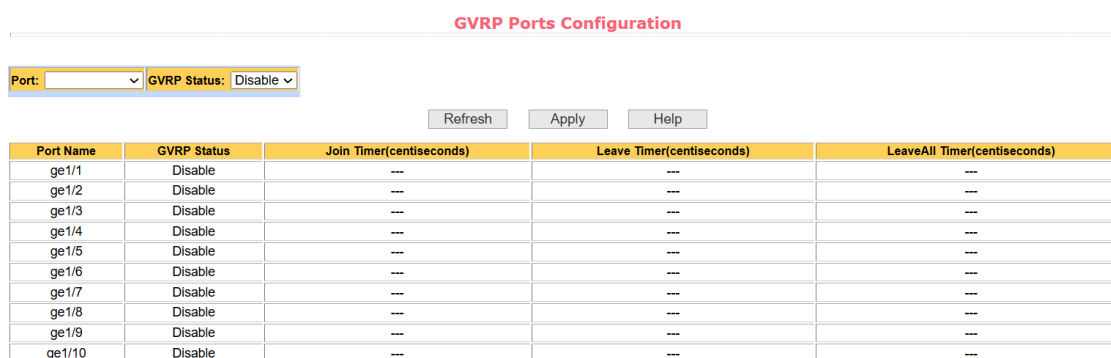 GVRP Ports Configuration
Port: GVRP Status: Disable
Refresh Apply Help
Port Name GVRP Status Join Timer(centiseconds) Leave Timer(centiseconds) LeaveAll Timer(centiseconds)
ge1/1 Disable --- --- ---
ge1/2 Disable --- --- ---
ge1/3 Disable --- --- ---
ge1/4 Disable --- --- ---
ge1/5 Disable --- --- ---
ge1/6 Disable --- --- ---
ge1/7 Disable --- --- ---
ge1/8 Disable --- --- ---
ge1/9 Disable --- --- ---
ge1/10 Disable --- --- ---